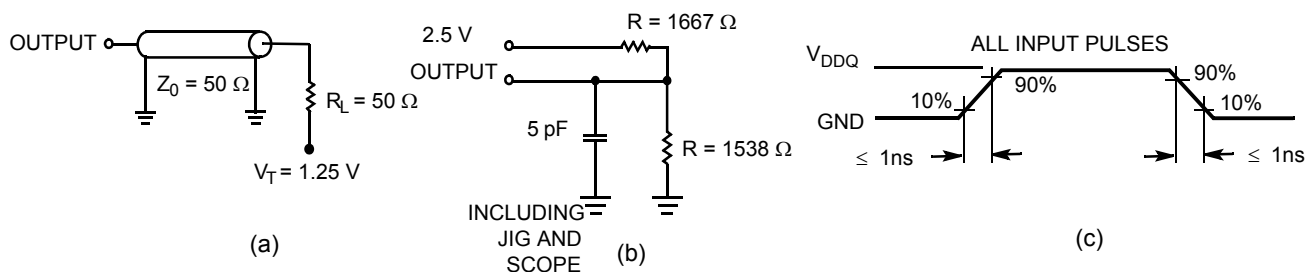 OUTPUT
Z0 = 50 Ω
RL = 50 Ω
VT = 1.25 V
(a)
R = 1667 Ω
2.5 V
OUTPUT
5 pF
R = 1538 Ω
INCLUDING
JIG AND
SCOPE
(b)
ALL INPUT PULSES
VDDQ
GND
10%
90%
90%
10%
≤ 1ns
≤ 1ns
(c)